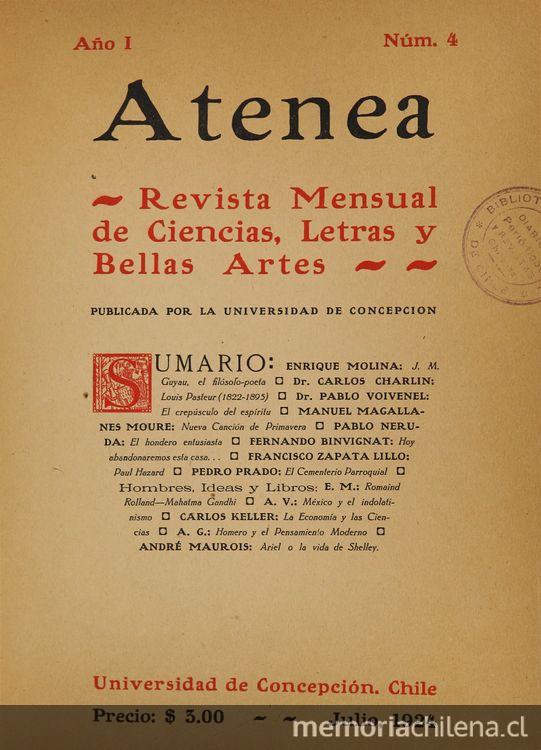 Año I
Núm. 4
Atenea
~ Revista Mensual
de Ciencias, Letras y
Bellas Artes ~ ~
PUBLICADA POR LA UNIVERSIDAD DE CONCEPCION
SUMARIO: ENRIQUE MOLINA: J. M.
Guyau, el filósofo-poeta □ Dr. CARLOS CHARLIN:
Louis Pasteur (1822-1895) □ Dr. PABLO VOIVENEL:
El crepúsculo del espíritu □ MANUEL MAGALLA-
NES MOURE: Nueva Canción de Primavera □ PABLO NERU-
DA: El hondero entusiasta □ FERNANDO BINVIGNAT: Hoy
abandonaremos esta casa... □ FRANCISCO ZAPATA LILLO:
Paul Hazard □ PEDRO PRADO: El Cementerio Parroquial □
Hombres, Ideas y Libros: E. M.: Romaind
Rolland—Mahatma Gandhi □ A. V.: México y el indolati-
nismo □ CARLOS KELLER: La Economía y las Cien-
cias □ A. G.: Homero y el Pensamiento Moderno □
ANDRÉ MAUROIS: Ariel o la vida de Shelley.
BIBLIOT
DIARIO
Universidad de Concepción. Chile
Precio: $ 3.00 ~ ~ Julio 1924
memoriachilena.cl